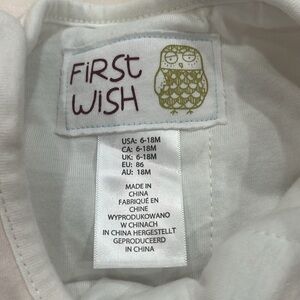 FiRST
WiSH
USA: 6-18M
CA: 6-18M
UK: 6-18M
EU: 86
AU: 18M
MADE IN
CHINA
FABRIQUÉ EN
CHINE
WYPRODUKOWANO
W CHINACH
IN CHINA HERGESTELLT
GEPRODUCEERD
IN CHINA